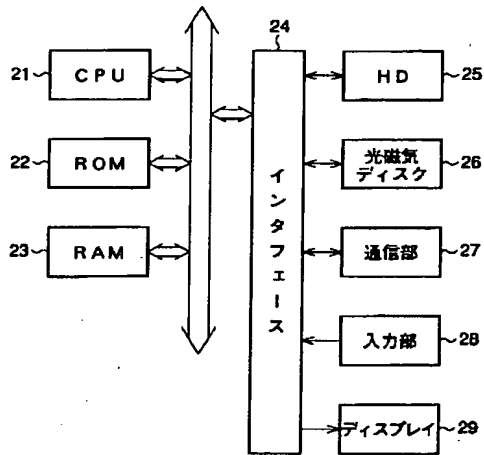 24
21
CPU
HD
25
22
ROM
光磁気
ディスク
26
インタフェース
23
RAM
通信部
27
入力部
28
ディスプレイ
29